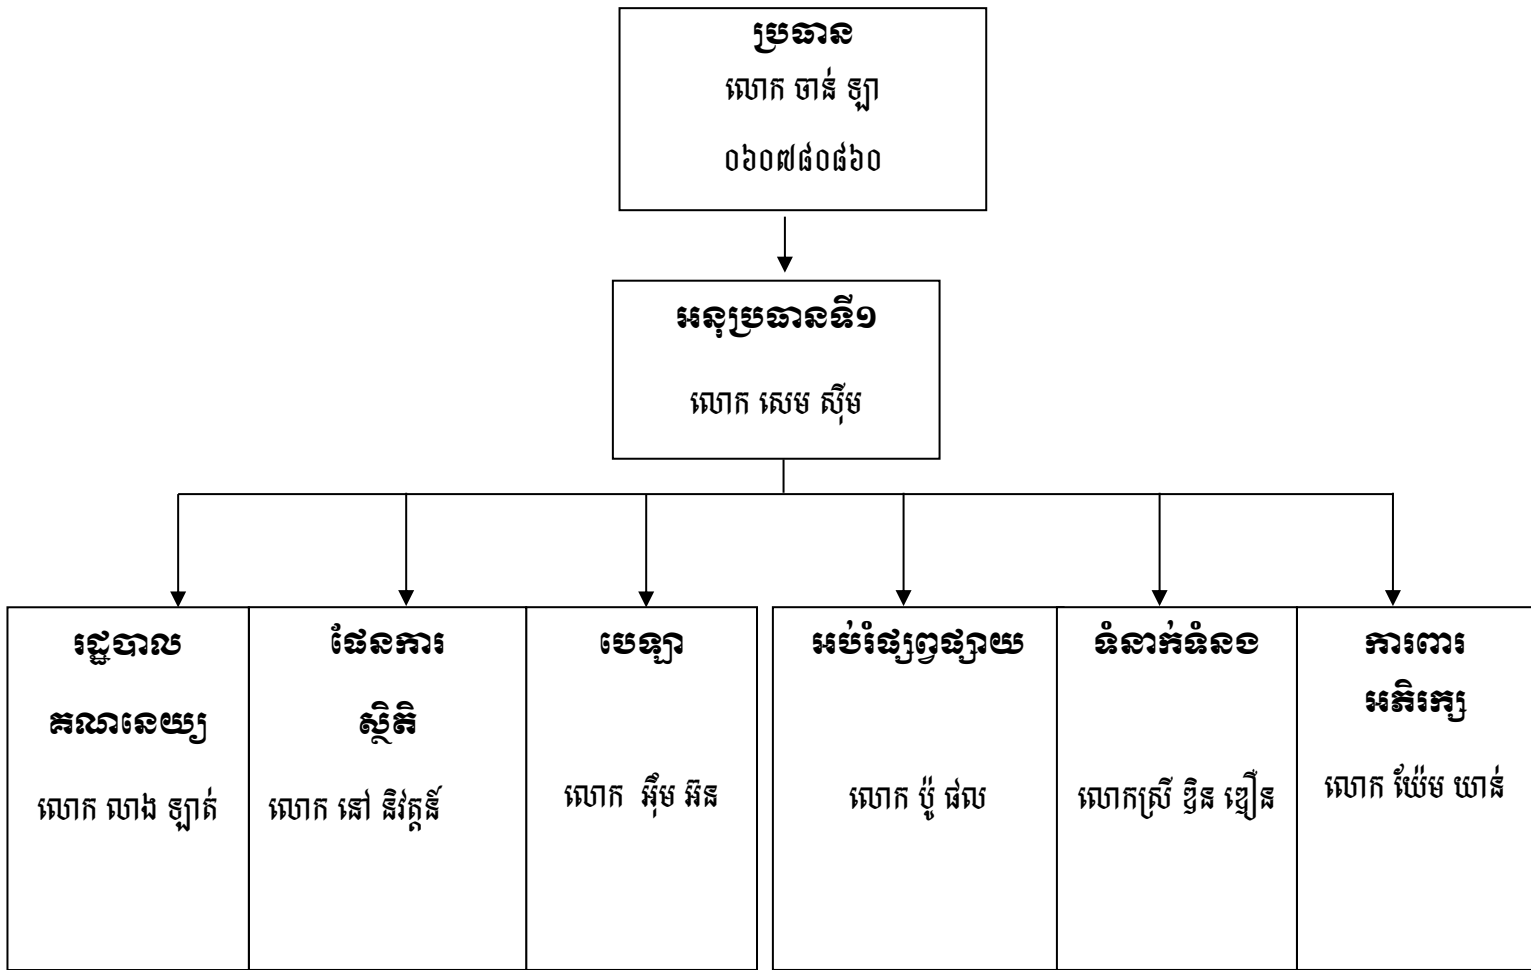 ប្រធាន
លោក ចាន់ ឡា
០៦០៧៨០៨៦០
អនុប្រធានទី១
លោក សេម ស៊ីម
រដ្ឋបាល
គណនេយ្យ
លោក លាង ឡាត់
ផែនការ
ស្ថិតិ
លោក នៅ និវត្តន៍
បេឡា
លោក អ៊ឹម អ៊ន
អប់រំផ្សព្វផ្សាយ
លោក ប៉ូ ផល
ទំនាក់ទំនង
លោកស្រី ឌិន ឌឿន
ការពារ
អភិរក្ស
លោក យ៉ែម ឃាន់